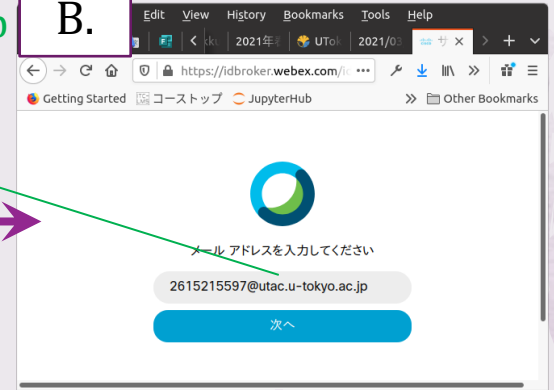 B.
Edit View History Bookmarks Tools Help
2021年 UTok 2021/03 サ
https://idbroker.webex.com/
Getting Started コーストップ JupyterHub Other Bookmarks
メール アドレスを入力してください
2615215597@utac.u-tokyo.ac.jp
次へ